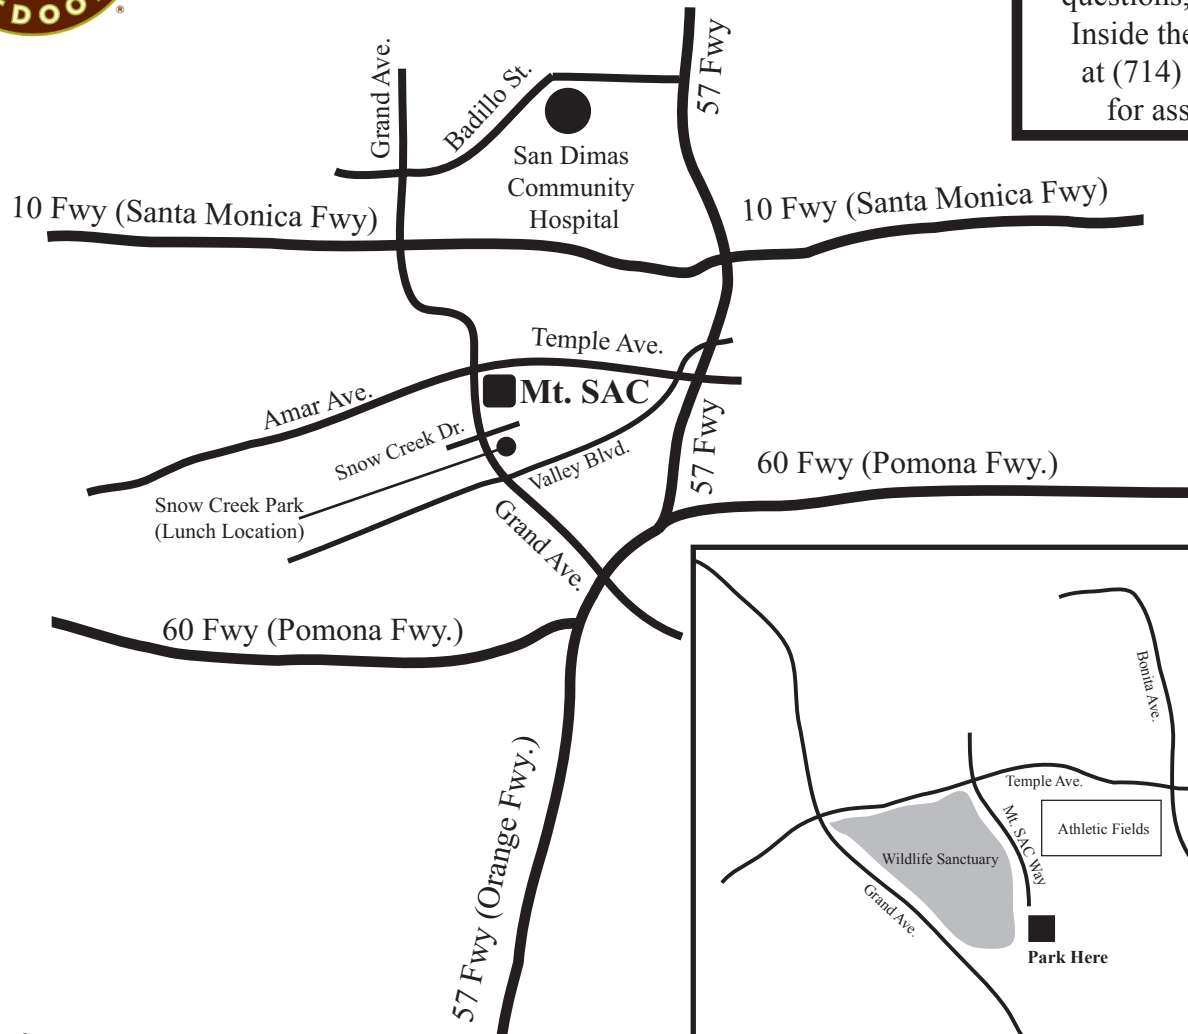 DOO
®
questions,
Inside the
at (714)
for ass
57 Fwy
Grand Ave.
Badillo St.
San Dimas
Community
Hospital
10 Fwy (Santa Monica Fwy)
10 Fwy (Santa Monica Fwy)
Temple Ave.
Mt. SAC
Amar Ave.
Snow Creek Dr.
Valley Blvd.
57 Fwy
60 Fwy (Pomona Fwy.)
Snow Creek Park
(Lunch Location)
Grand Ave.
60 Fwy (Pomona Fwy.)
57 Fwy (Orange Fwy.)
Bonita Ave.
Temple Ave.
Mt. SAC Way
Athletic Fields
Wildlife Sanctuary
Grand Ave.
Park Here